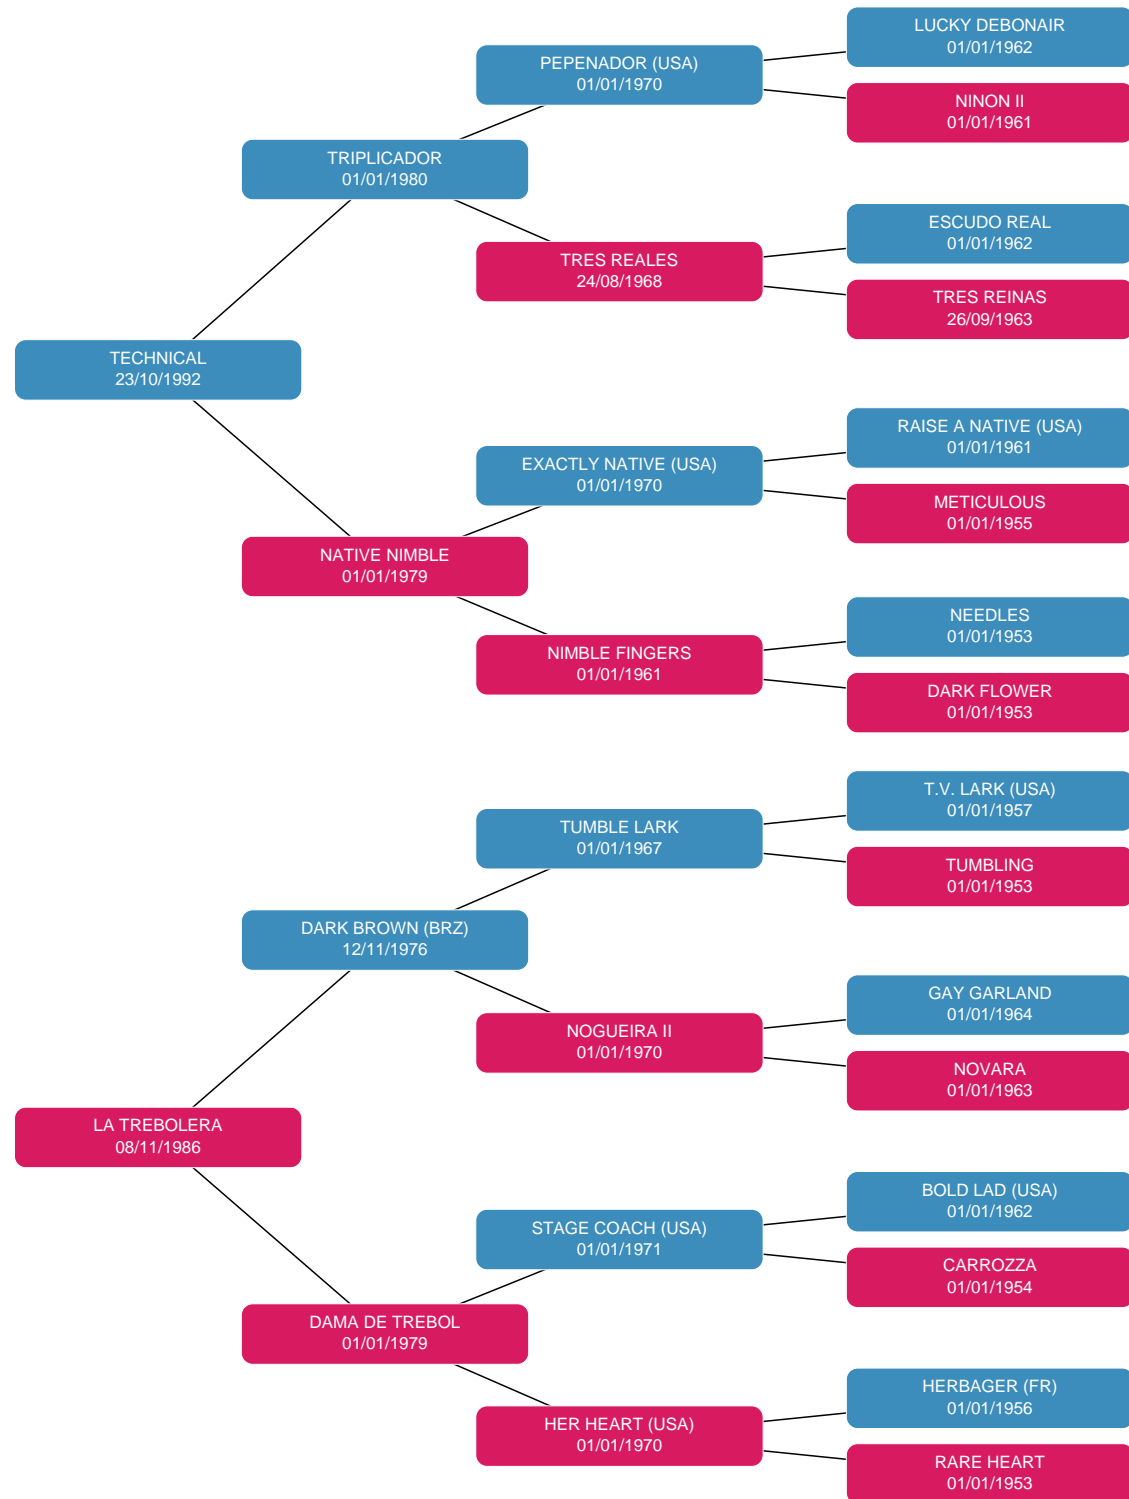 LUCKY DEBONAIR
01/01/1962
PEPENADOR (USA)
01/01/1970
NINON II
01/01/1961
TRIPLICADOR
01/01/1980
ESCUDO REAL
01/01/1962
TRES REALES
24/08/1968
TRES REINAS
26/09/1963
TECHNICAL
23/10/1992
RAISE A NATIVE (USA)
01/01/1961
EXACTLY NATIVE (USA)
01/01/1970
METICULOUS
01/01/1955
NATIVE NIMBLE
01/01/1979
NEEDLES
01/01/1953
NIMBLE FINGERS
01/01/1961
DARK FLOWER
01/01/1953
T.V. LARK (USA)
01/01/1957
TUMBLE LARK
01/01/1967
TUMBLING
01/01/1953
DARK BROWN (BRZ)
12/11/1976
GAY GARLAND
01/01/1964
NOGUEIRA II
01/01/1970
NOVARA
01/01/1963
LA TREBOLERA
08/11/1986
BOLD LAD (USA)
01/01/1962
STAGE COACH (USA)
01/01/1971
CARROZZA
01/01/1954
DAMA DE TREBOL
01/01/1979
HERBAGER (FR)
01/01/1956
HER HEART (USA)
01/01/1970
RARE HEART
01/01/1953